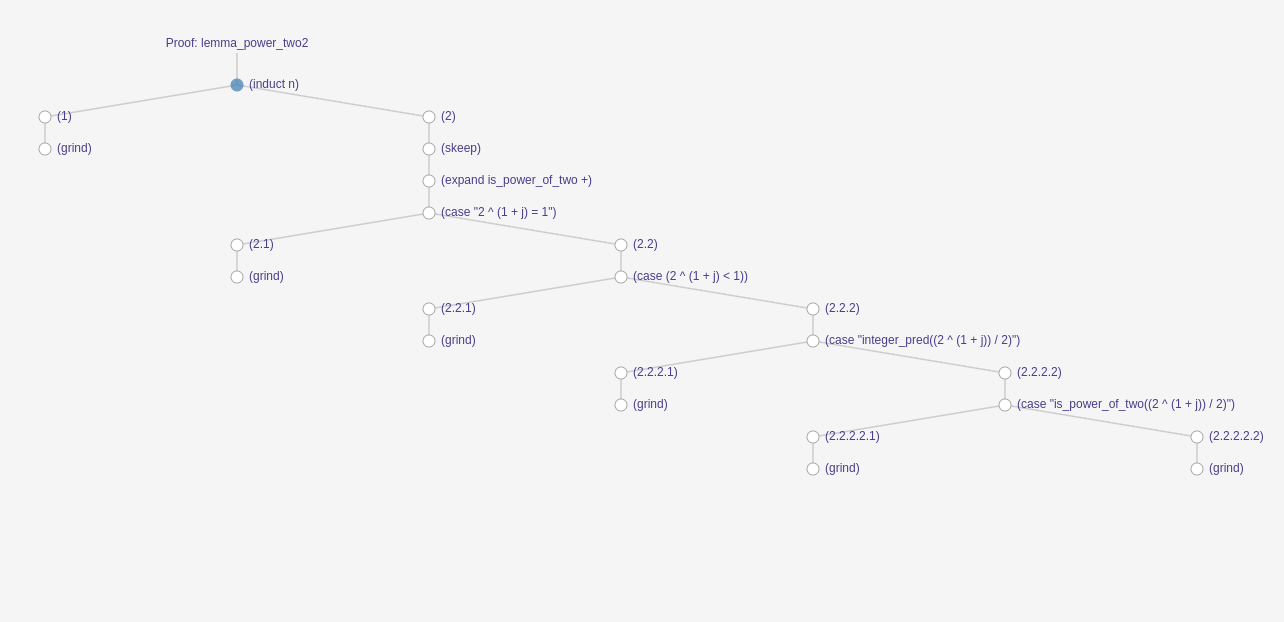 Proof: lemma_power_two2
(induct n)
(1)
(2)
(grind)
(skeep)
(expand is_power_of_two +)
(case "2 ^ (1 + j) = 1")
(2.1)
(2.2)
(grind)
(case (2 ^ (1 + j) < 1))
(2.2.1)
(2.2.2)
(grind)
(case "integer_pred((2 ^ (1 + j)) / 2)")
(2.2.2.1)
(2.2.2.2)
(grind)
(case "is_power_of_two((2 ^ (1 + j)) / 2)")
(2.2.2.2.1)
(2.2.2.2.2)
(grind)
(grind)